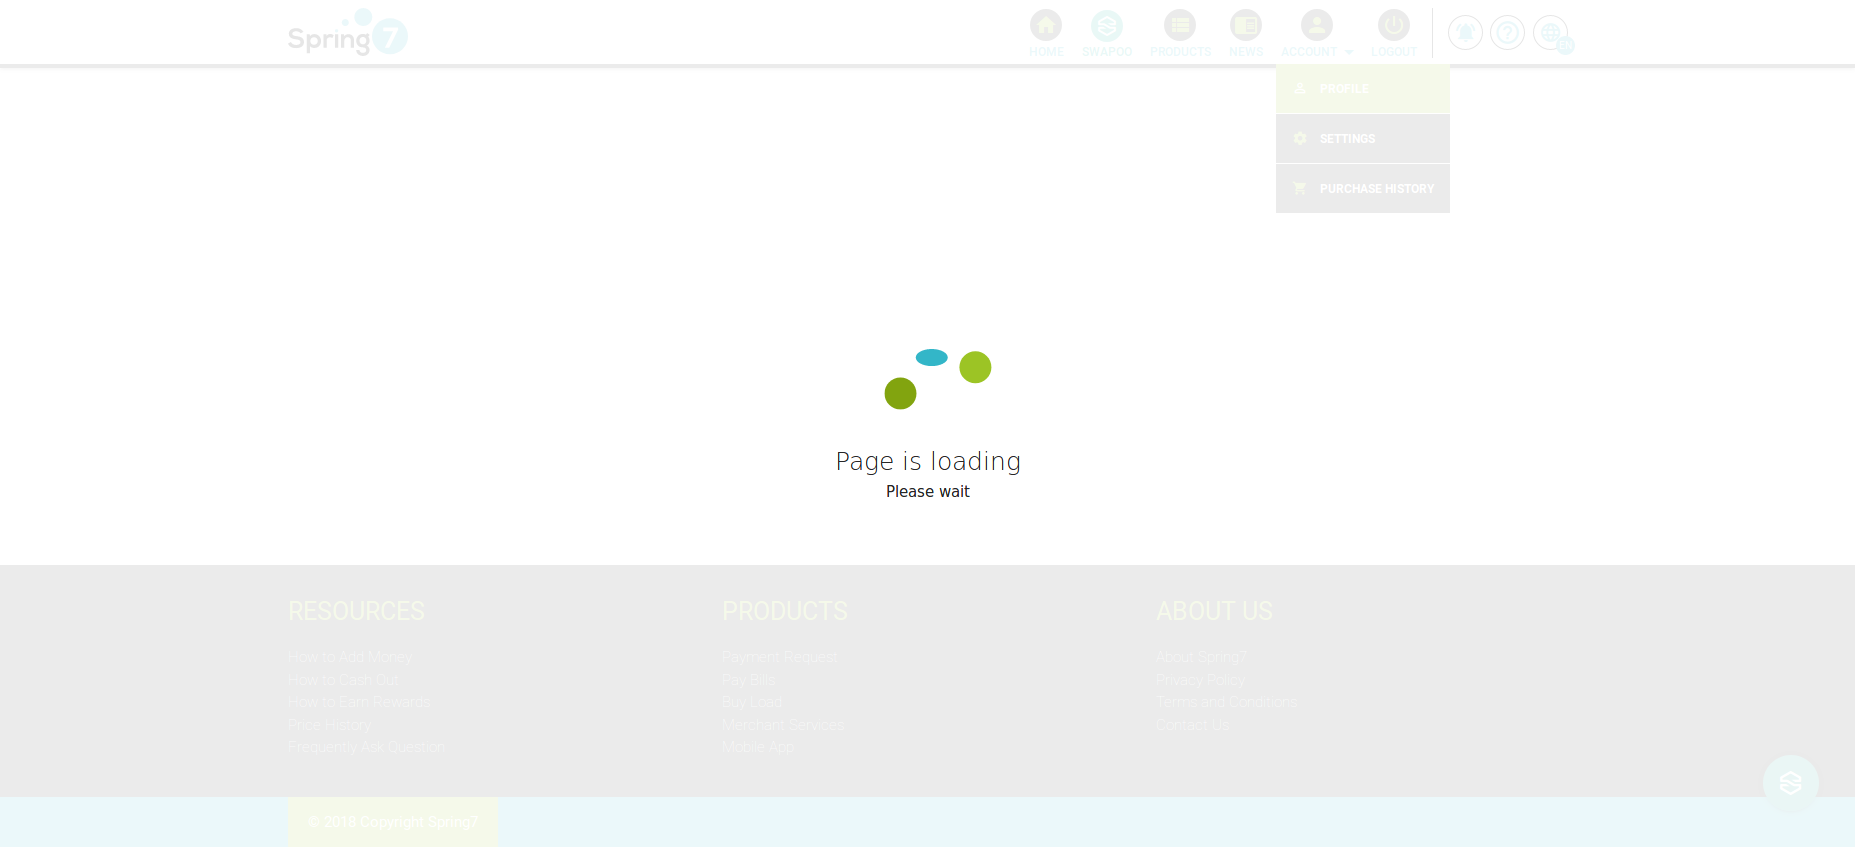 Spring7
HOME SWAPOO PRODUCTS NEWS ACCOUNT LOGOUT
EN
PROFILE
SETTINGS
PURCHASE HISTORY
Page is loading
Please wait
RESOURCES
How to Add Money
How to Cash Out
How to Earn Rewards
Price History
Frequently Ask Question
PRODUCTS
Payment Request
Pay Bills
Buy Load
Merchant Services
Mobile App
ABOUT US
About Spring7
Privacy Policy
Terms and Conditions
Contact Us
© 2018 Copyright Spring7